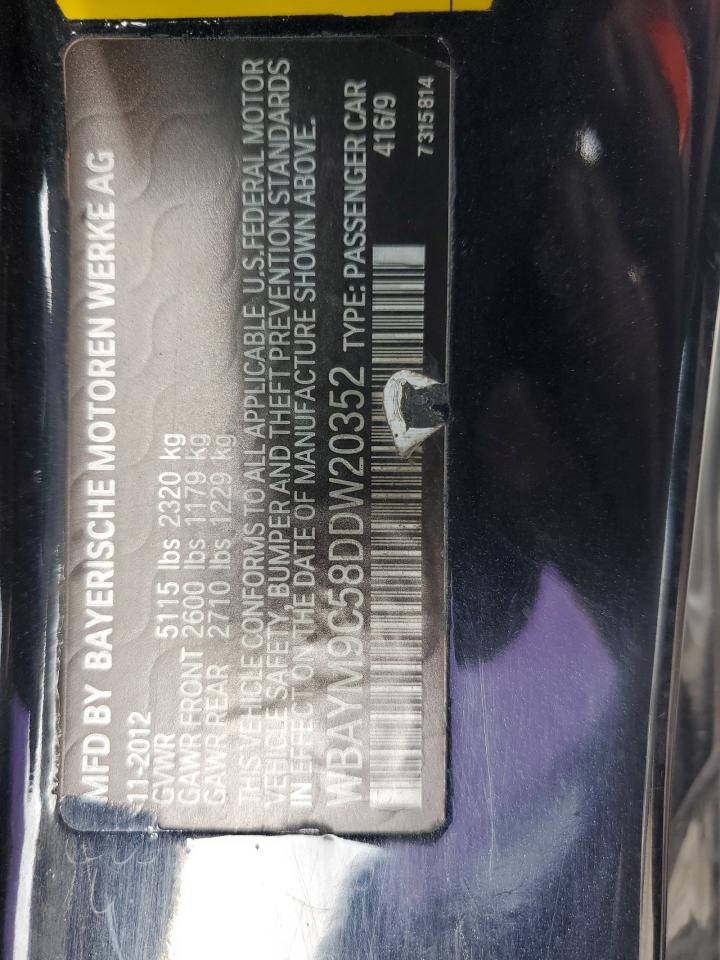 MFD BY BAYERISCHE MOTOREN WERKE AG
11-2012
GVWR 5115 lbs 2320 kg
GAWR FRONT 2600 lbs 1179 kg
GAWR REAR 2710 lbs 1229 kg
THIS VEHICLE CONFORMS TO ALL APPLICABLE U.S.FEDERAL MOTOR
VEHICLE SAFETY, BUMPER AND THEFT PREVENTION STANDARDS
IN EFFECT ON THE DATE OF MANUFACTURE SHOWN ABOVE.
WBAYM9C58DDW20352 TYPE: PASSENGER CAR
416/9
7315814